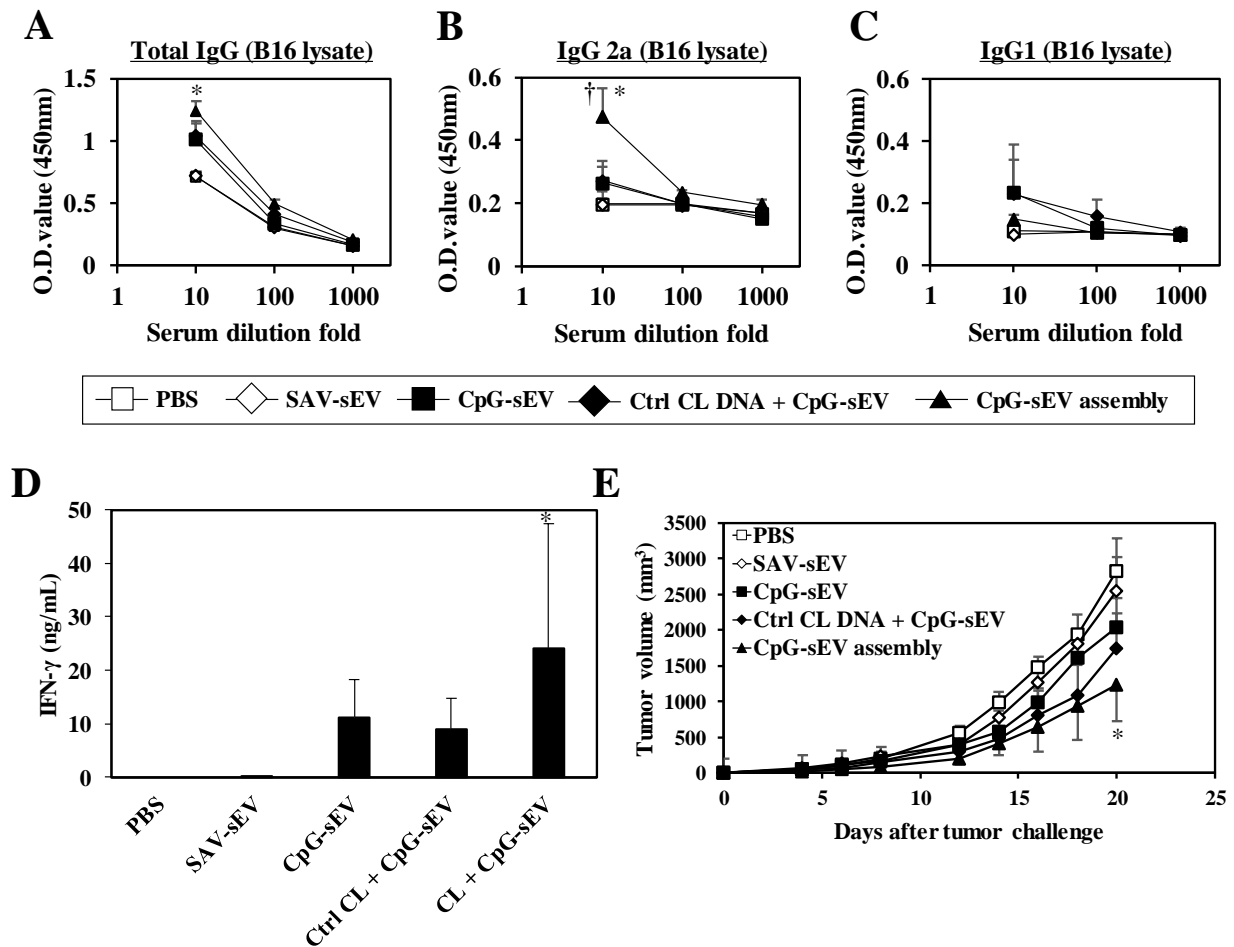 A
Total IgG (B16 lysate)
O.D.value (450nm)
1.5
1
0.5
0
1 10 100 1000
Serum dilution fold
*
B
IgG 2a (B16 lysate)
O.D.value (450nm)
0.6
0.4
0.2
0
1 10 100 1000
Serum dilution fold
† *
C
IgG1 (B16 lysate)
O.D.value (450nm)
0.6
0.4
0.2
0
1 10 100 1000
Serum dilution fold
PBS SAV-sEV CpG-sEV Ctrl CL DNA + CpG-sEV CpG-sEV assembly
D
IFN-γ (ng/mL)
50
40
30
20
10
0
*
PBS
SAV-sEV
CpG-sEV
Ctrl CL + CpG-sEV
CL + CpG-sEV
E
Tumor volume (mm³)
3500
3000
2500
2000
1500
1000
500
0
PBS
SAV-sEV
CpG-sEV
Ctrl CL DNA + CpG-sEV
CpG-sEV assembly
*
0 5 10 15 20 25
Days after tumor challenge